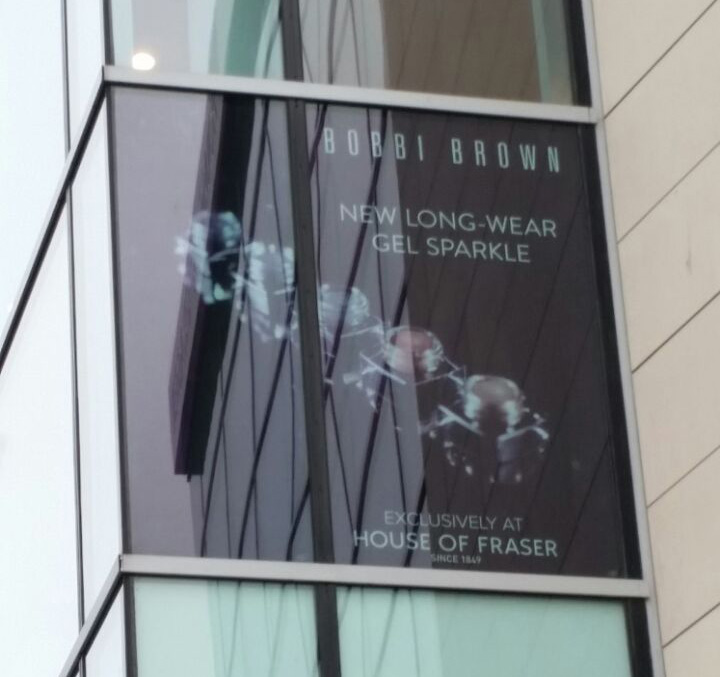 BOBBI BROWN
NEW LONG-WEAR
GEL SPARKLE
EXCLUSIVELY AT
HOUSE OF FRASER
SINCE 1849